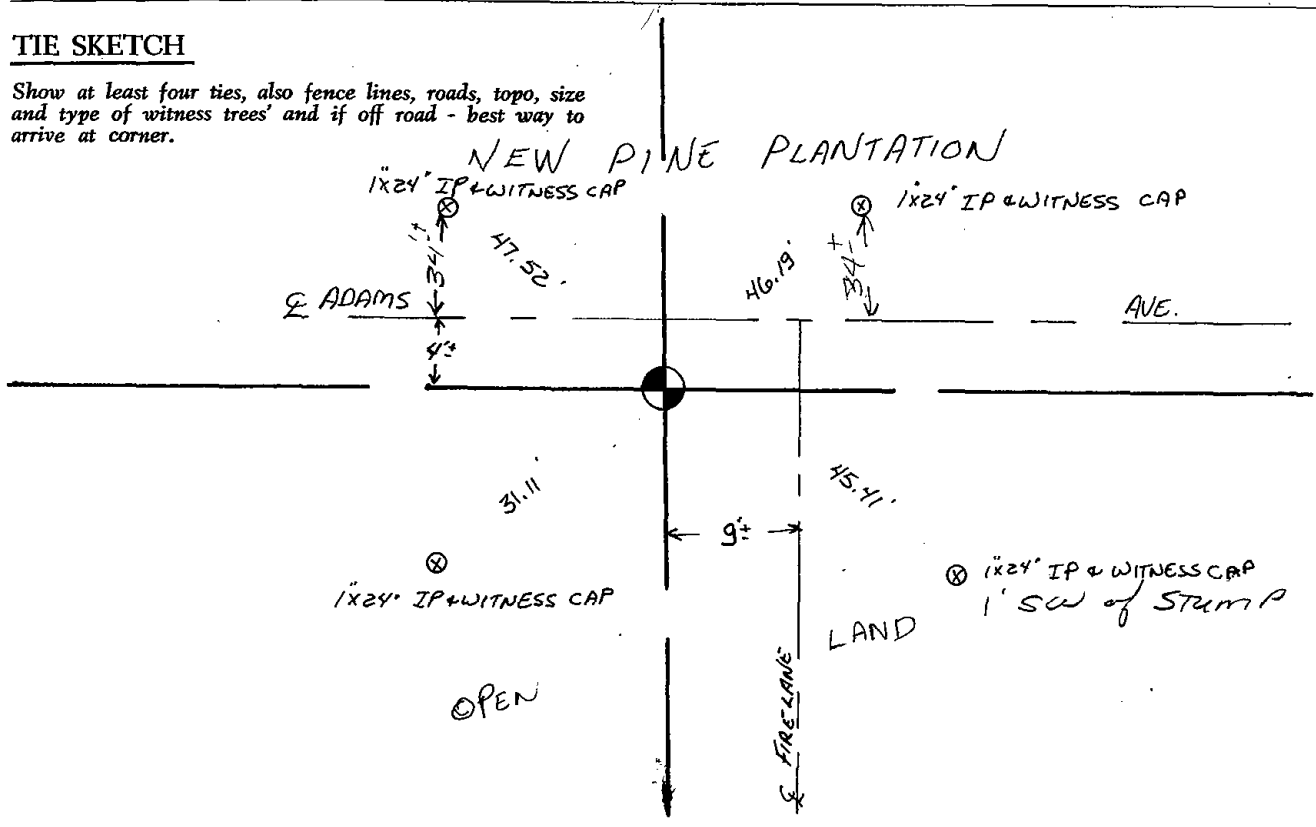 TIE SKETCH
Show at least four ties, also fence lines, roads, topo, size
and type of witness trees' and if off road - best way to
arrive at corner.
NEW PINE PLANTATION
1"x24" IP & WITNESS CAP
1"x24" IP & WITNESS CAP
34'±
47.52'
46.19'
34±
℄ ADAMS
AVE.
4'±
31.11'
45.41'
9'±
1"x24" IP & WITNESS CAP
1"x24" IP & WITNESS CAP
1' SW of STUMP
LAND
OPEN
℄ FIRELANE